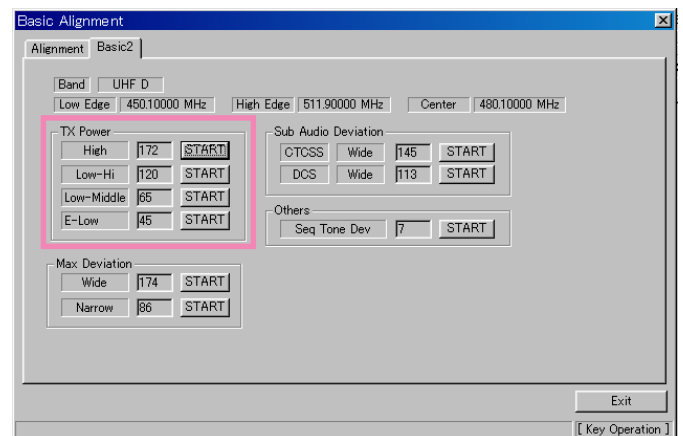 Basic Alignment
Alignment Basic2
Band UHF D
Low Edge 450.10000 MHz High Edge 511.90000 MHz Center 480.10000 MHz
TX Power
High 172 START
Low-Hi 120 START
Low-Middle 65 START
E-Low 45 START
Sub Audio Deviation
CTCSS Wide 145 START
DCS Wide 113 START
Others
Seq Tone Dev 7 START
Max Deviation
Wide 174 START
Narrow 86 START
Exit
[ Key Operation ]